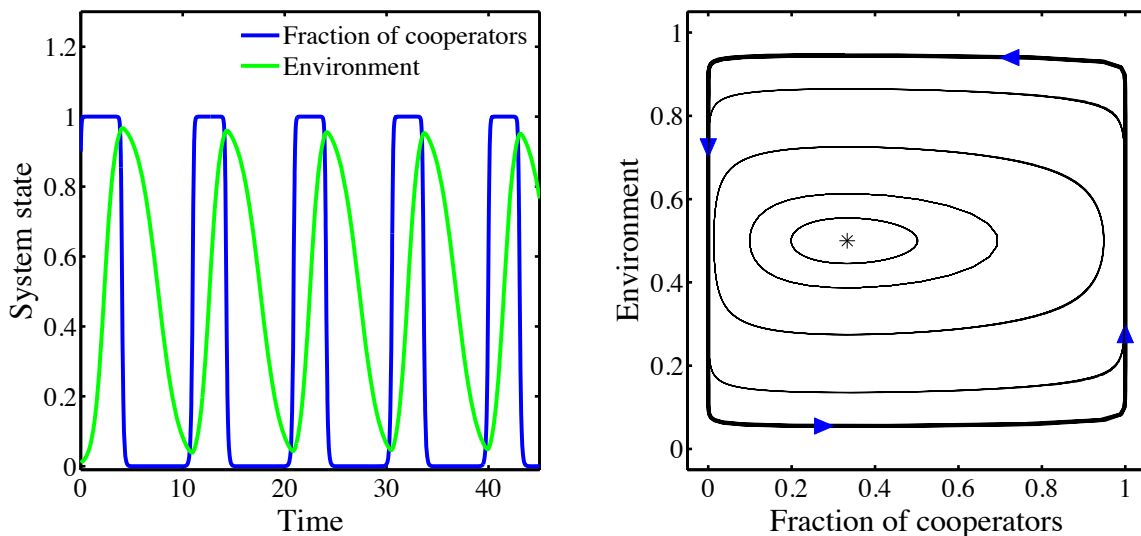 Fraction of cooperators
Environment
System state
1.2
1
0.8
0.6
0.4
0.2
0
0 10 20 30 40
Time
Environment
1
0.8
0.6
0.4
0.2
0
0 0.2 0.4 0.6 0.8 1
Fraction of cooperators